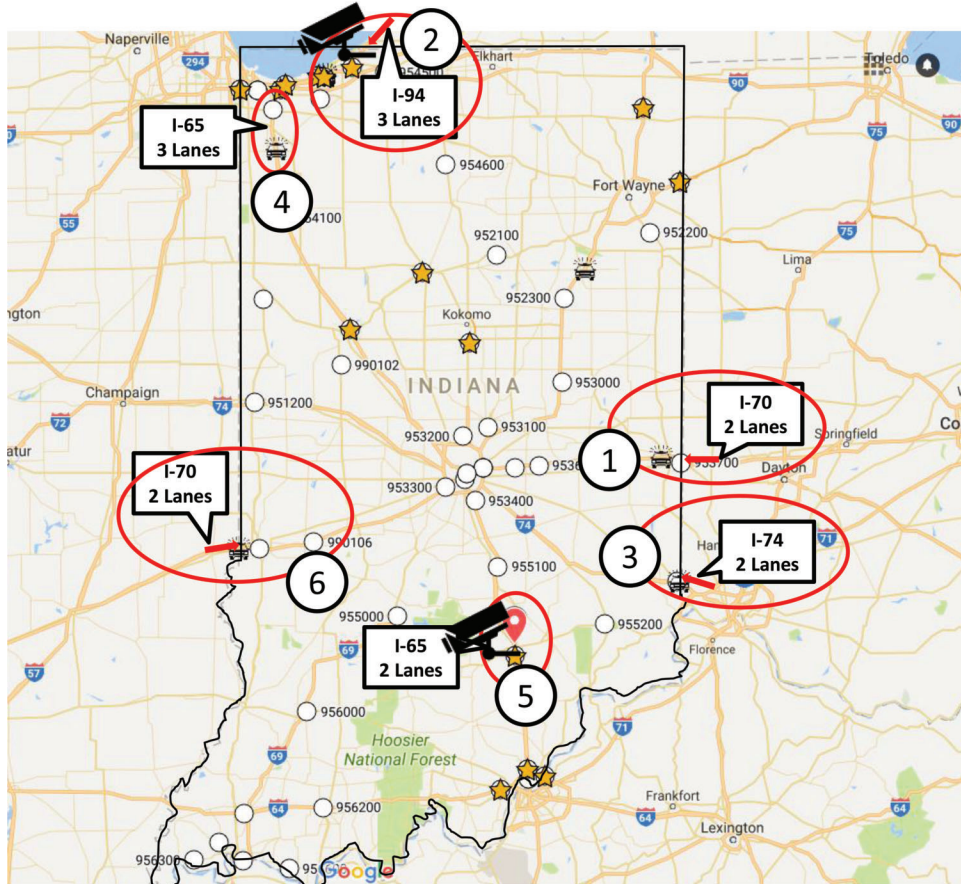 Naperville
294
2
Elkhart
Toledo
90
90
954500
I-94
3 Lanes
I-65
3 Lanes
75
954600
Fort Wayne
4
55
952100
952200
75
Lima
ngton
952300
Kokomo
990102
INDIANA
953000
Champaign
74
951200
72
I-70
2 Lanes
Springfield
953100
953200
1
atur
953700
Dayton
I-70
2 Lanes
953300
953400
74
71
I-74
2 Lanes
3
990106
6
955100
955000
955200
I-65
2 Lanes
Florence
57
5
956000
71
69
Hoosier
National Forest
69
64
956200
Frankfort
64
75
Lexington
956300
Google